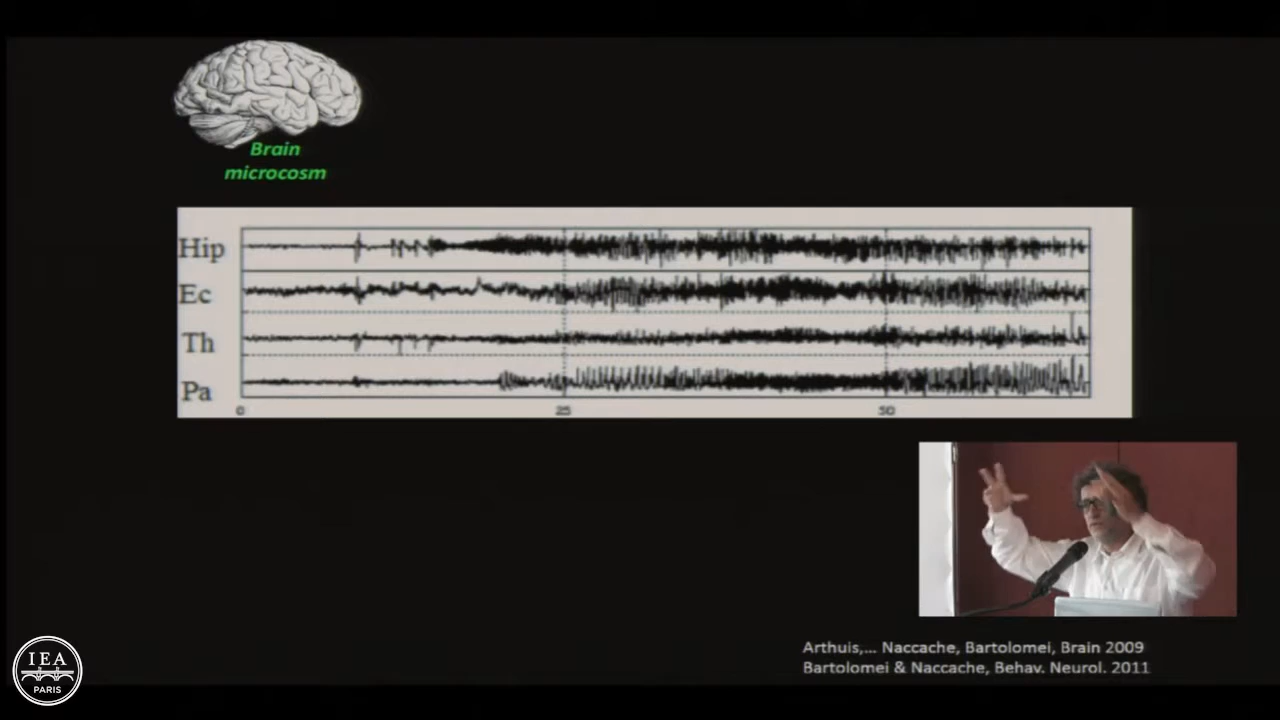 Brain
microcosm
Hip
Ec
Th
Pa
0
25
50
Arthuis,... Naccache, Bartolomei, Brain 2009
Bartolomei & Naccache, Behav. Neurol. 2011
IEA
PARIS